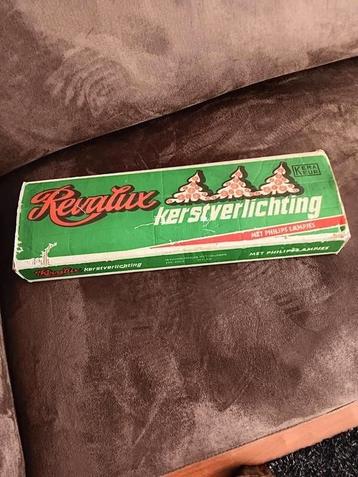 Revalux
KEMA
KEUR
kerstverlichting
MET PHILIPS LAMPJES
Revalux kerstverlichting
MET PHILIPS LAMPJES